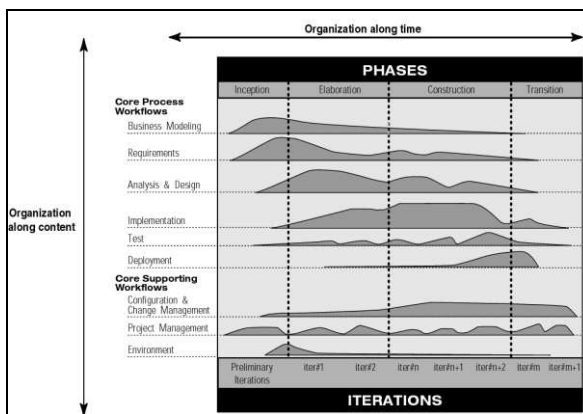 Organization along time
PHASES
Inception Elaboration Construction Transition
Core Process
Workflows
Business Modeling
Requirements
Analysis & Design
Organization
along content
Implementation
Test
Deployment
Core Supporting
Workflows
Configuration &
Change Management
Project Management
Environment
Preliminary
Iterations
iter#1 iter#2 iter#n iter#n+1 iter#n+2 iter#m iter#m+1
ITERATIONS